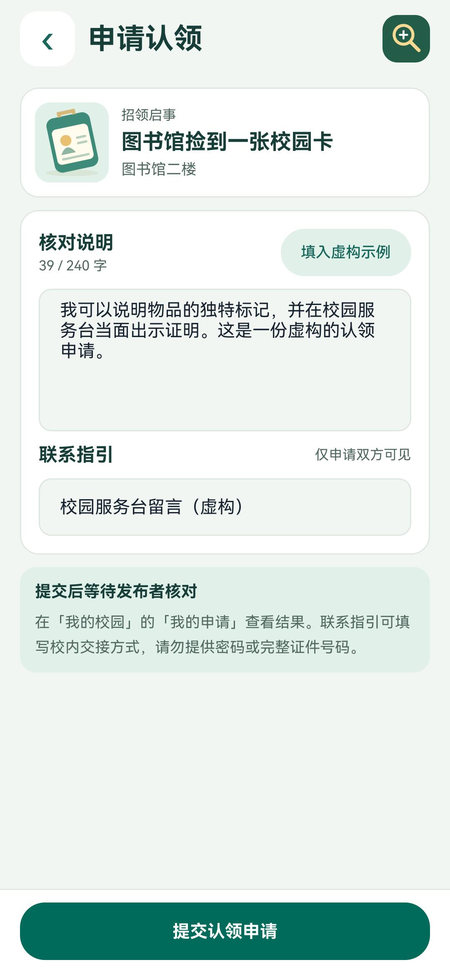 申请认领
招领启事
图书馆捡到一张校园卡
图书馆二楼
核对说明
39 / 240 字
填入虚构示例
我可以说明物品的独特标记，并在校园服
务台当面出示证明。这是一份虚构的认领
申请。
联系指引
仅申请双方可见
校园服务台留言（虚构）
提交后等待发布者核对
在「我的校园」的「我的申请」查看结果。联系指引可填
写校内交接方式，请勿提供密码或完整证件号码。
提交认领申请